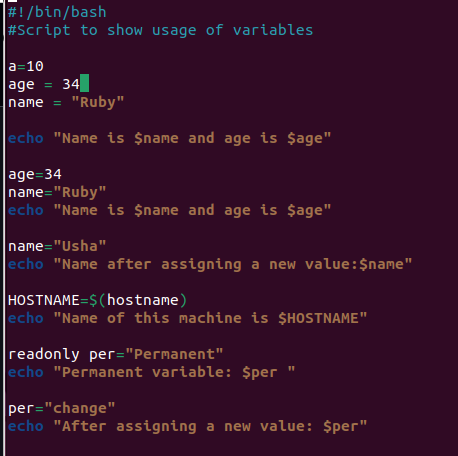 #!/bin/bash
#Script to show usage of variables
a=10
age = 34
name = "Ruby"
echo "Name is $name and age is $age"
age=34
name="Ruby"
echo "Name is $name and age is $age"
name="Usha"
echo "Name after assigning a new value:$name"
HOSTNAME=$(hostname)
echo "Name of this machine is $HOSTNAME"
readonly per="Permanent"
echo "Permanent variable: $per "
per="change"
echo "After assigning a new value: $per"